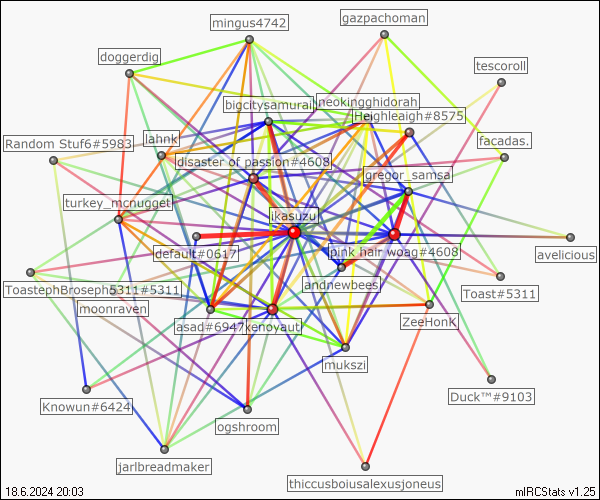 gazpachoman
mingus4742
doggerdig
tescoroll
neokingghidorah
bigcitysamurai
Heighleigh#8575
Random Stuf6#5983
lahnk
facadas.
disaster of passion#4608
gregor_samsa
turkey_mcnugget
ikasuzu
default#0617
pink hair woag#4608
avelicious
ToastephBroseph5311#5311
andnewbees
Toast#5311
moonraven
asad#6947
kenoyaut
ZeeHonk
mukszi
Knowun#6424
Duck™#9103
ogshroom
jarlbreadmaker
thiccusboiusalexusjoneus
18.6.2024 20:03
mIRCStats v1.25